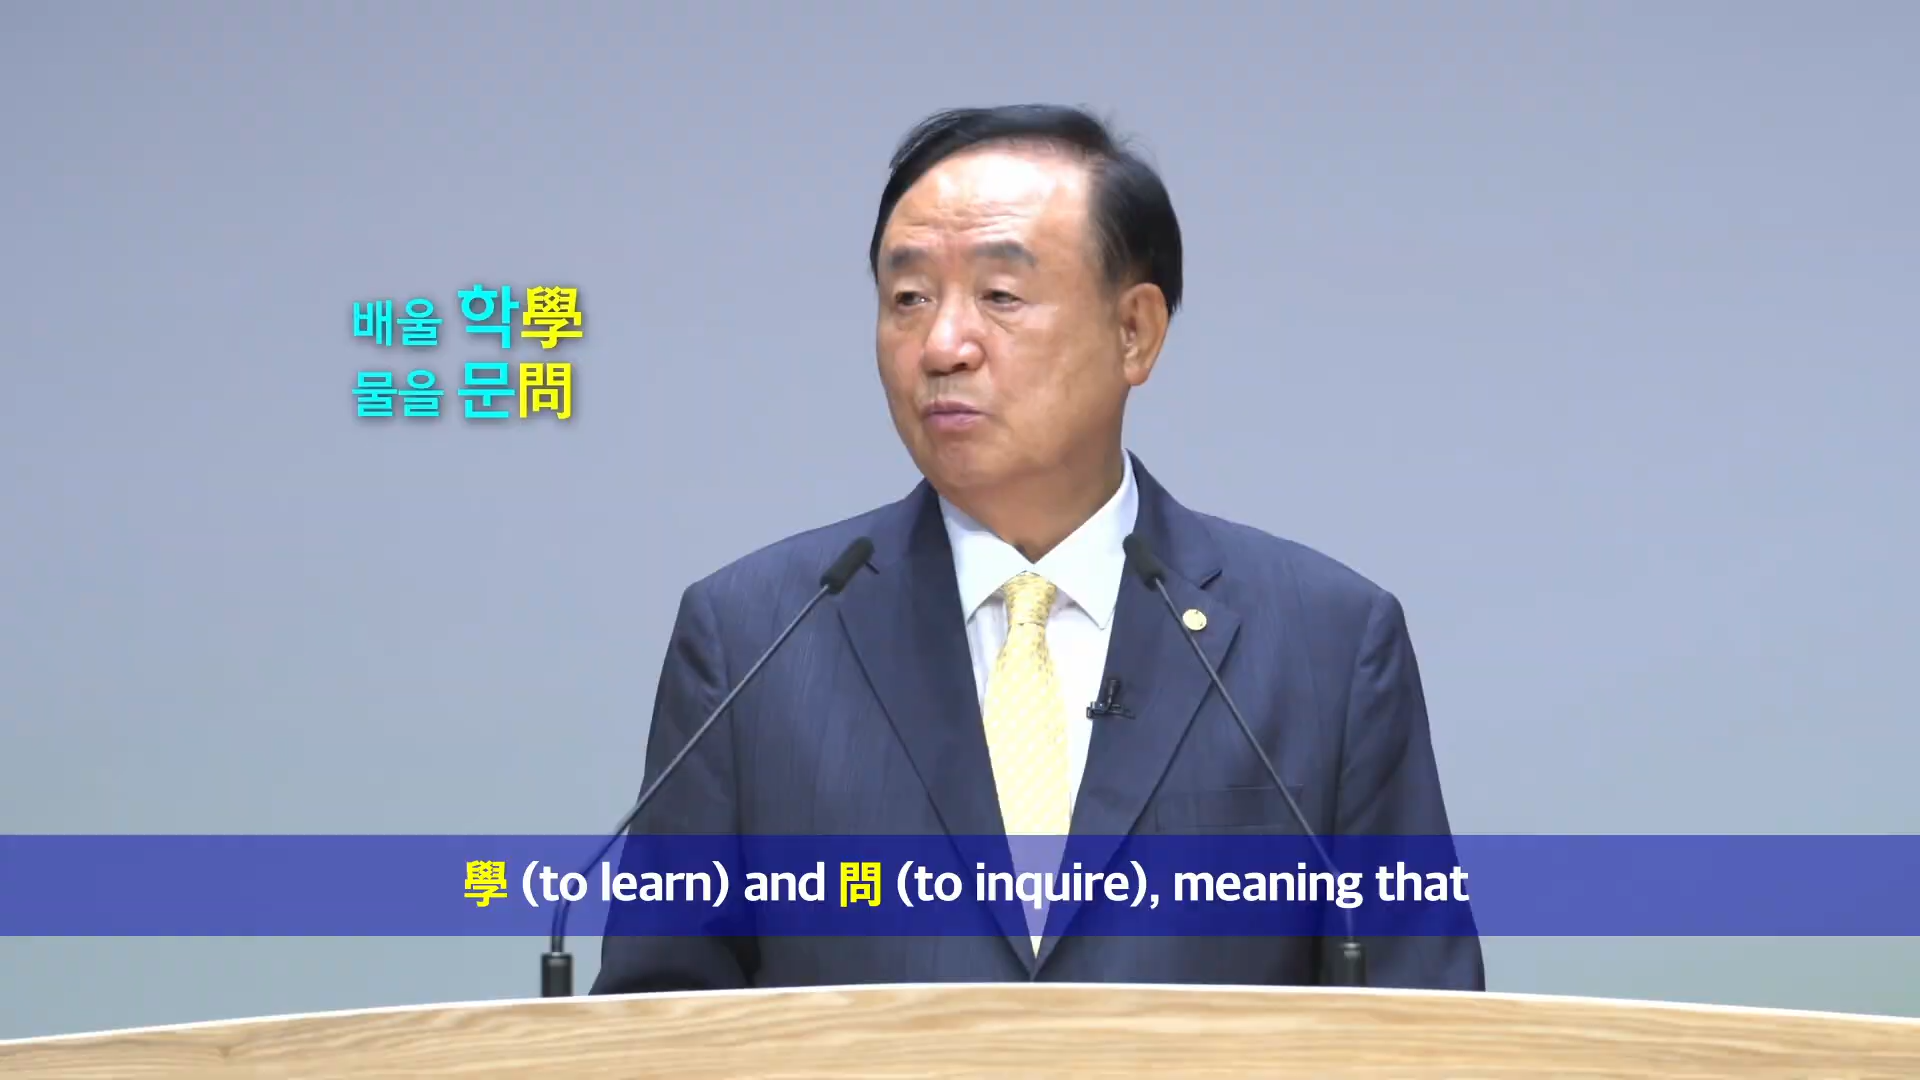 배울 학學
물을 문問
學 (to learn) and 問 (to inquire), meaning that